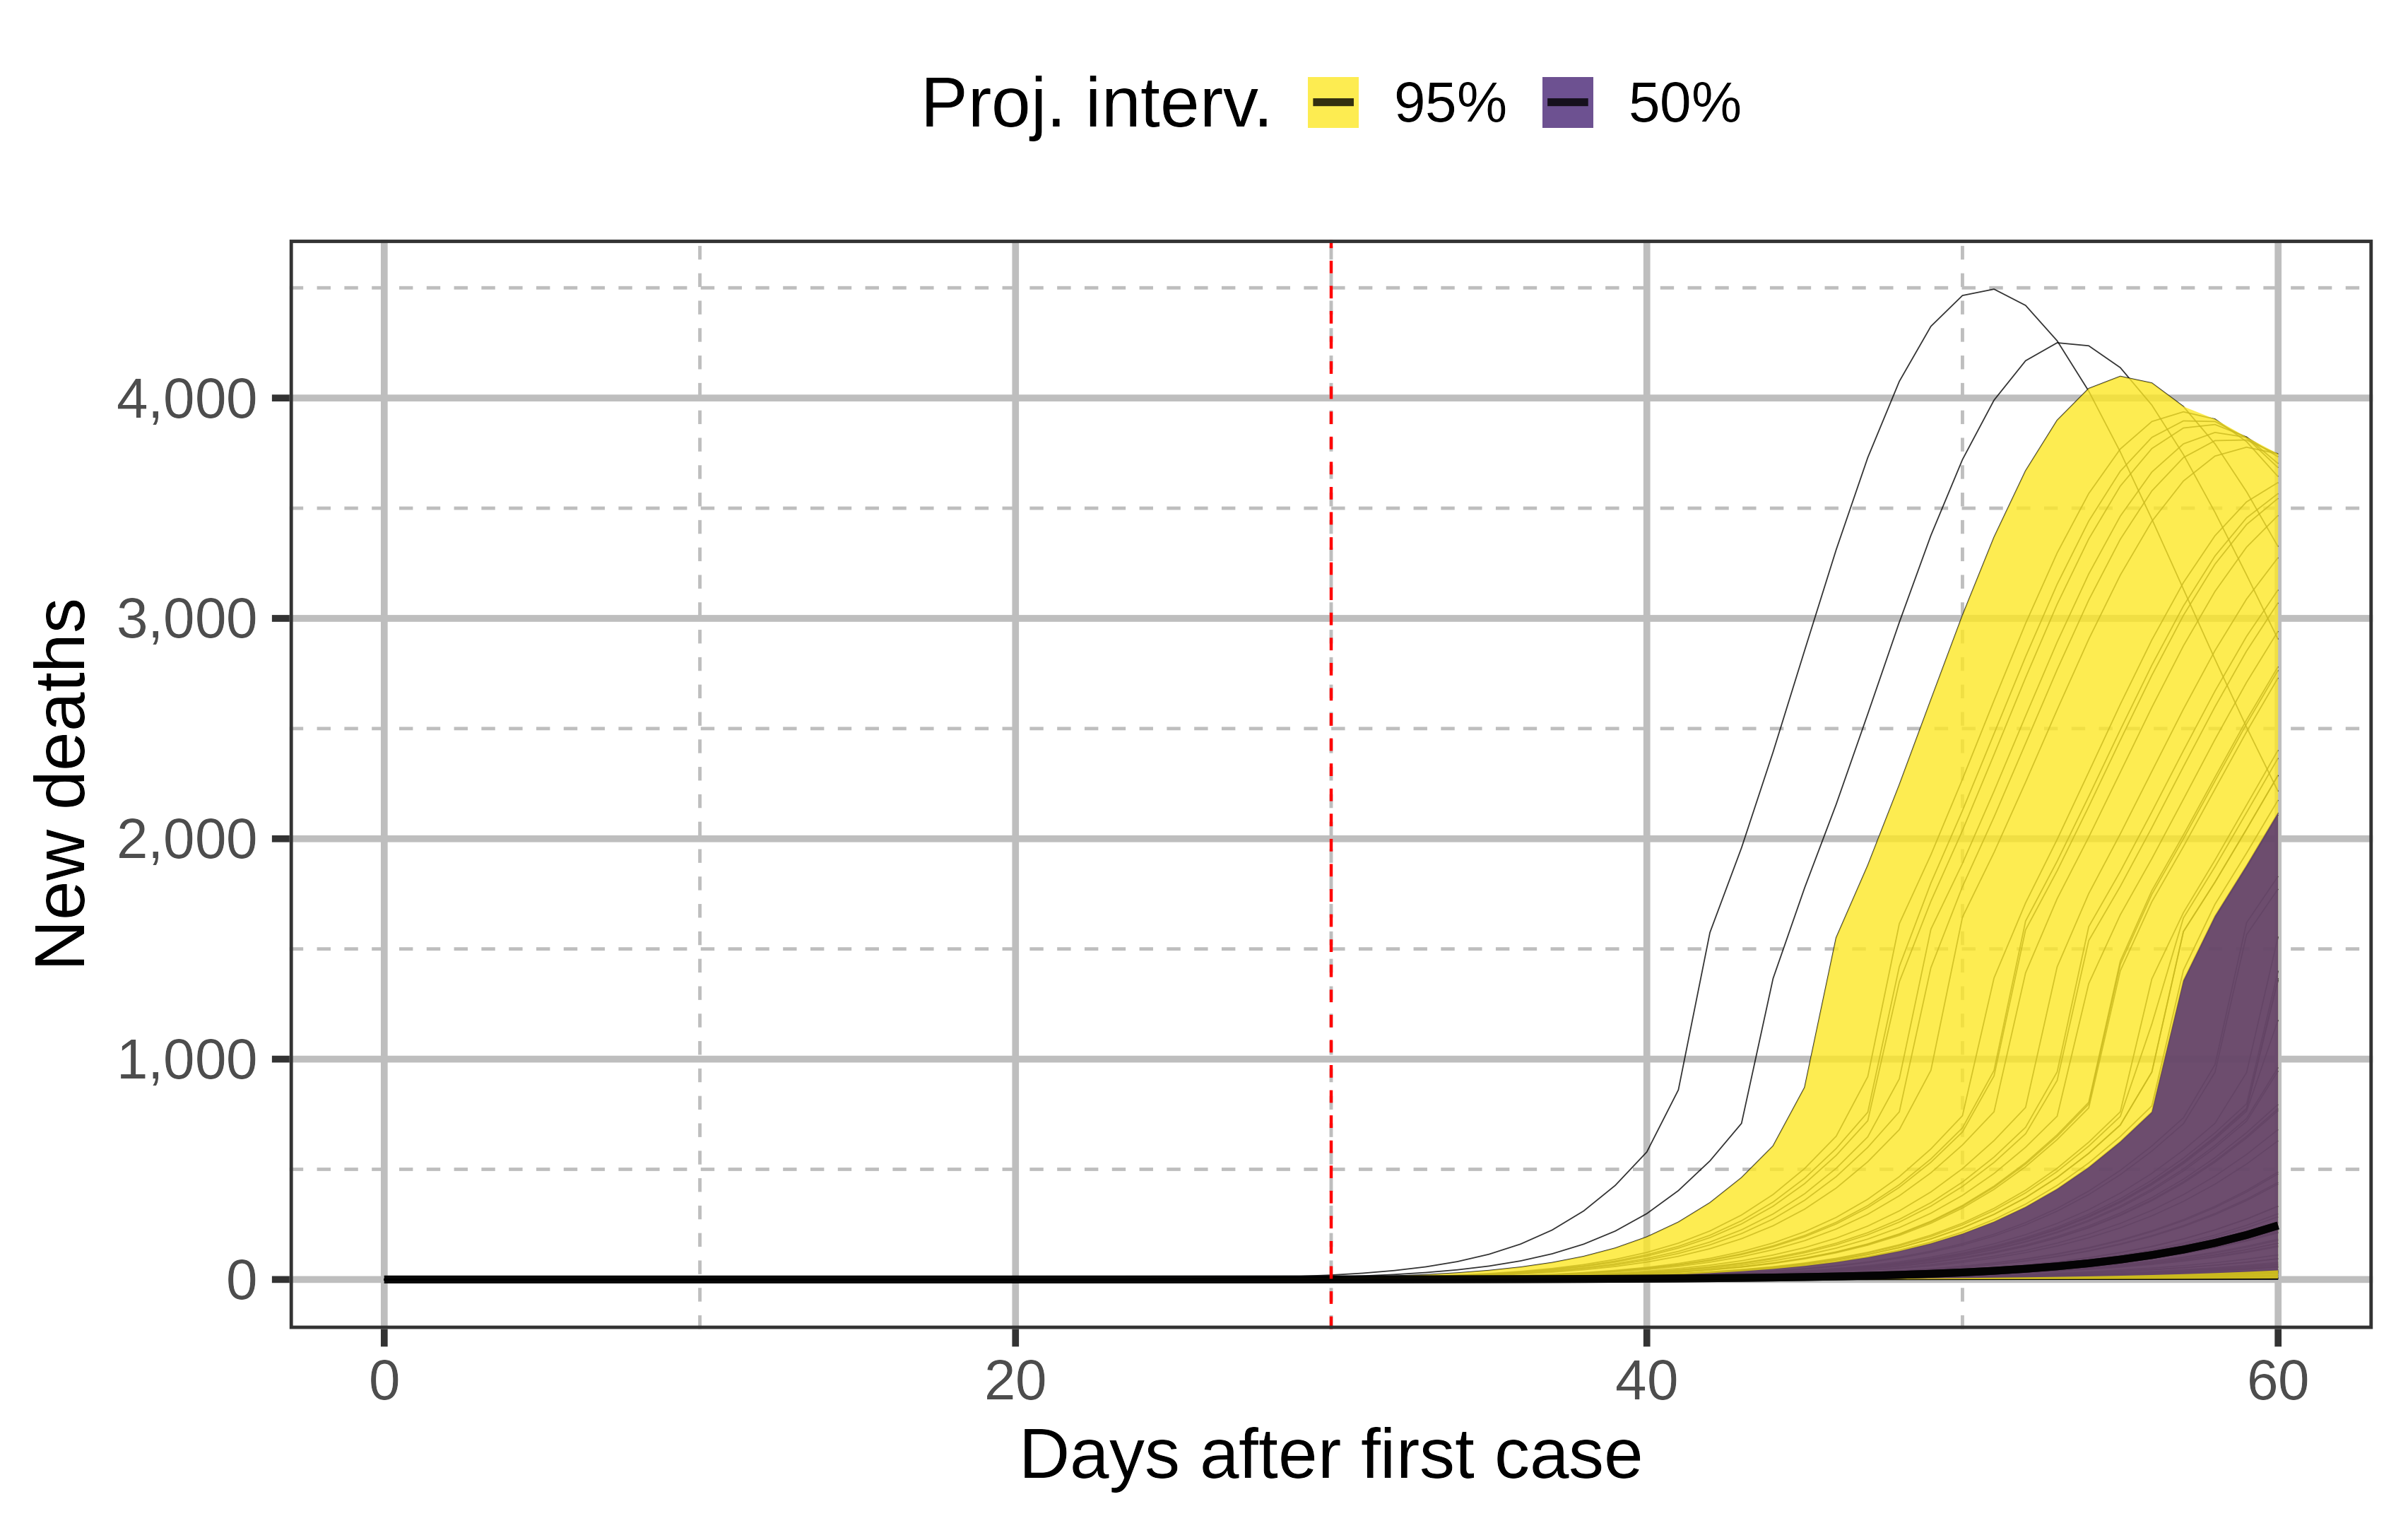 Proj. interv. 95% 50%
New deaths
4,000
3,000
2,000
1,000
0
0 20 40 60
Days after first case